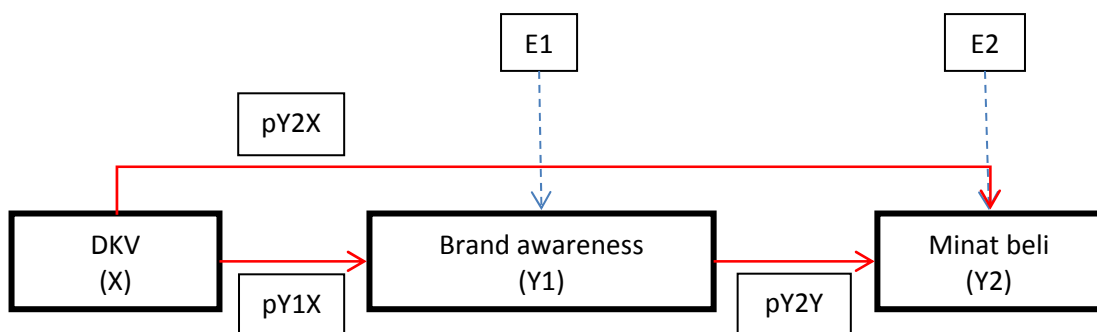 E1
E2
pY2X
DKV
(X)
Brand awareness
(Y1)
Minat beli
(Y2)
pY1X
pY2Y